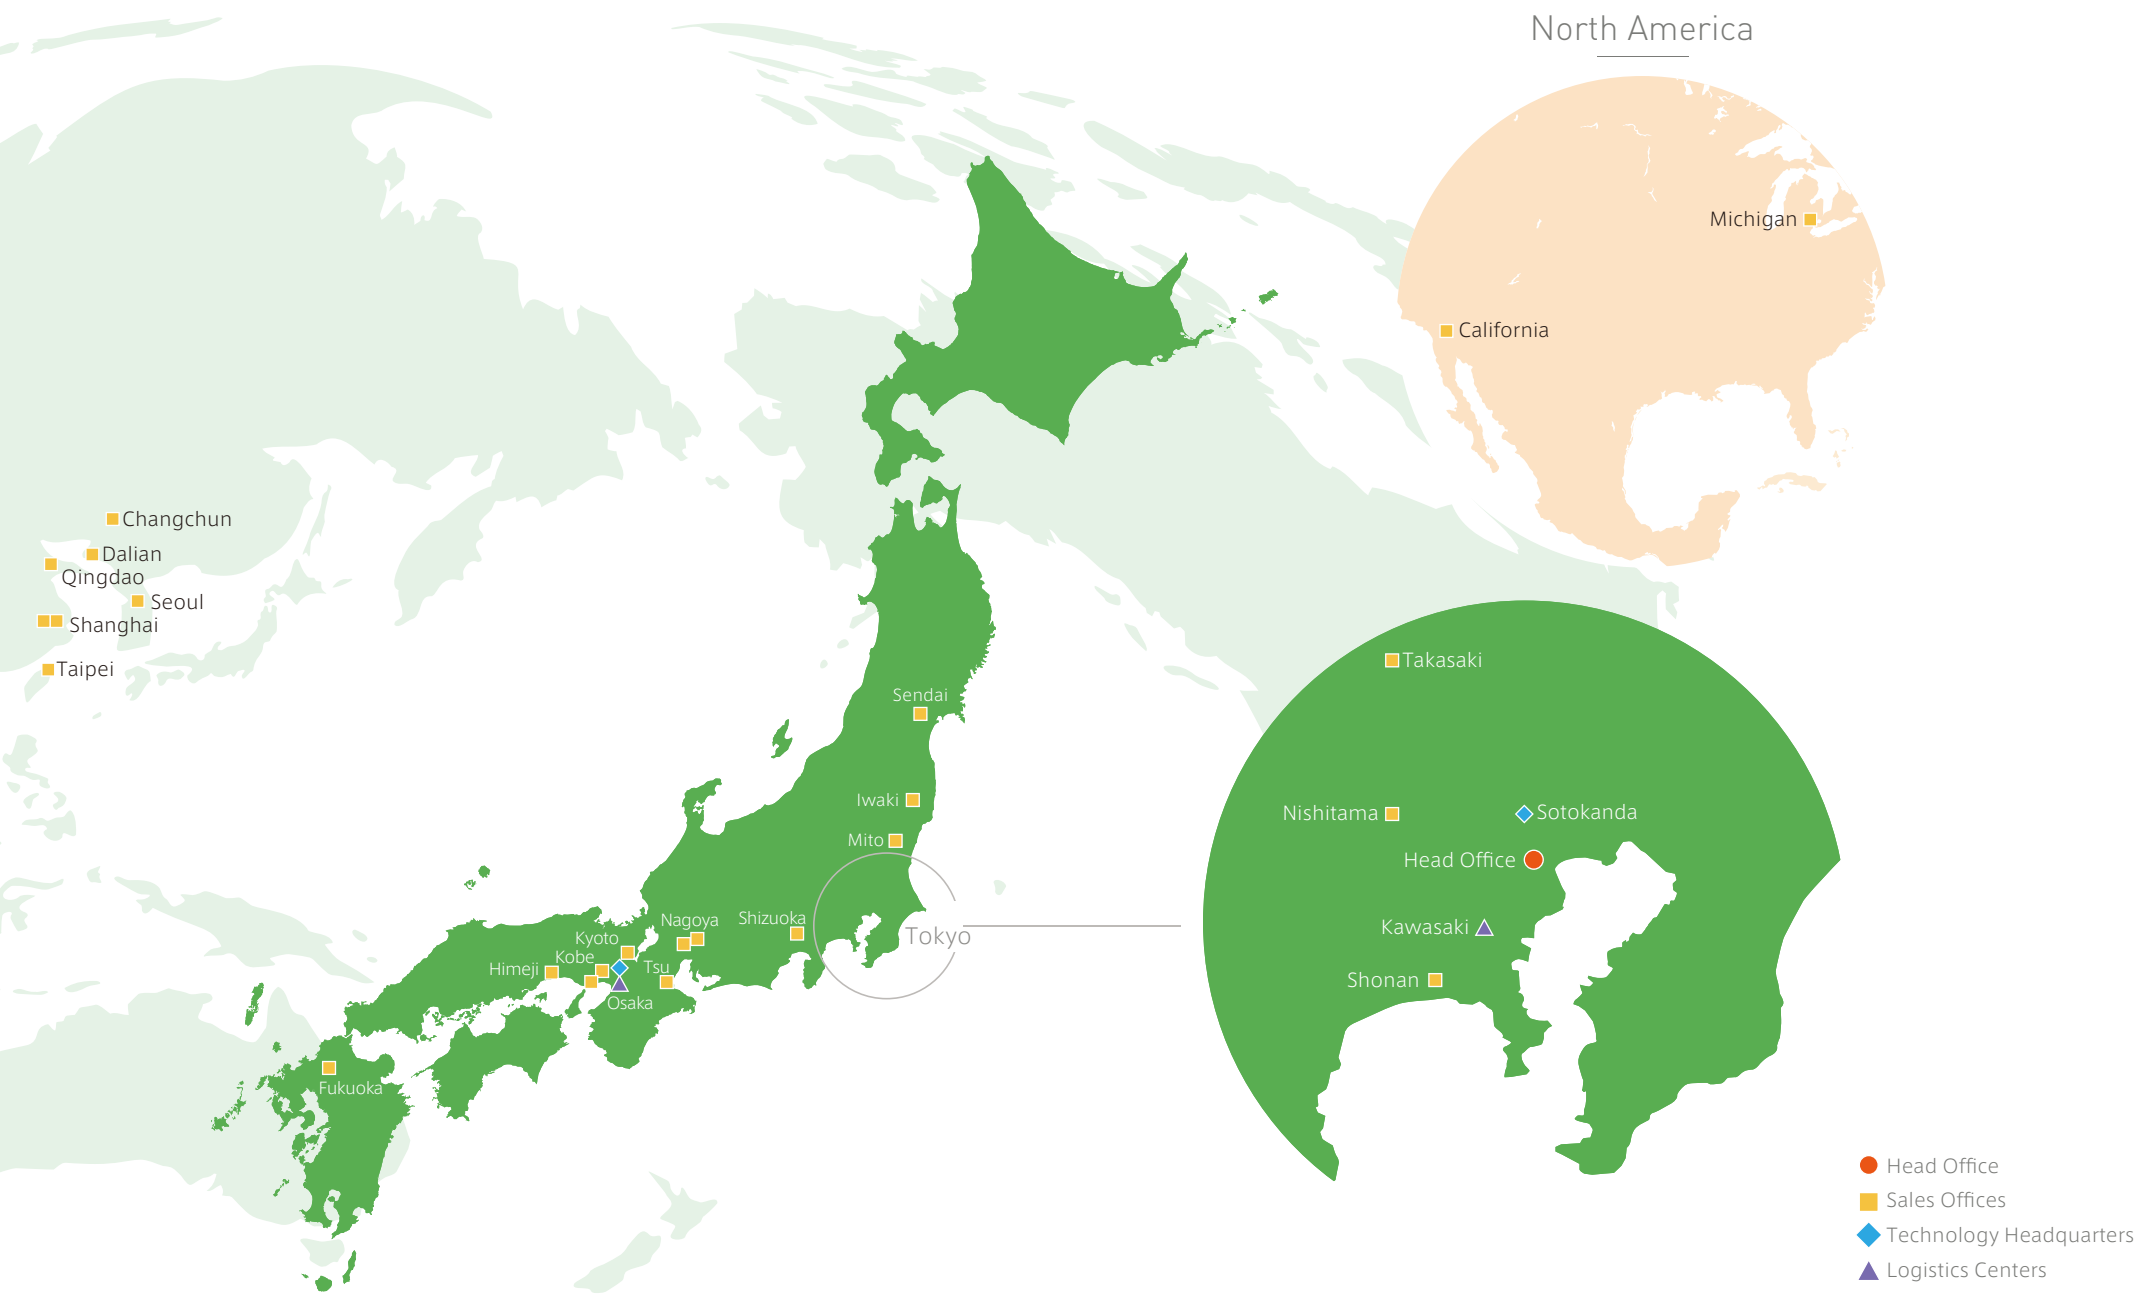 North America
Michigan
California
Changchun
Dalian
Qingdao
Seoul
Shanghai
Taipei
Sendai
Iwaki
Mito
Nagoya
Shizuoka
Kyoto
Tokyo
Kobe
Himeji
Tsu
Osaka
Fukuoka
Takasaki
Nishitama
Sotokanda
Head Office
Kawasaki
Shonan
Head Office
Sales Offices
Technology Headquarters
Logistics Centers